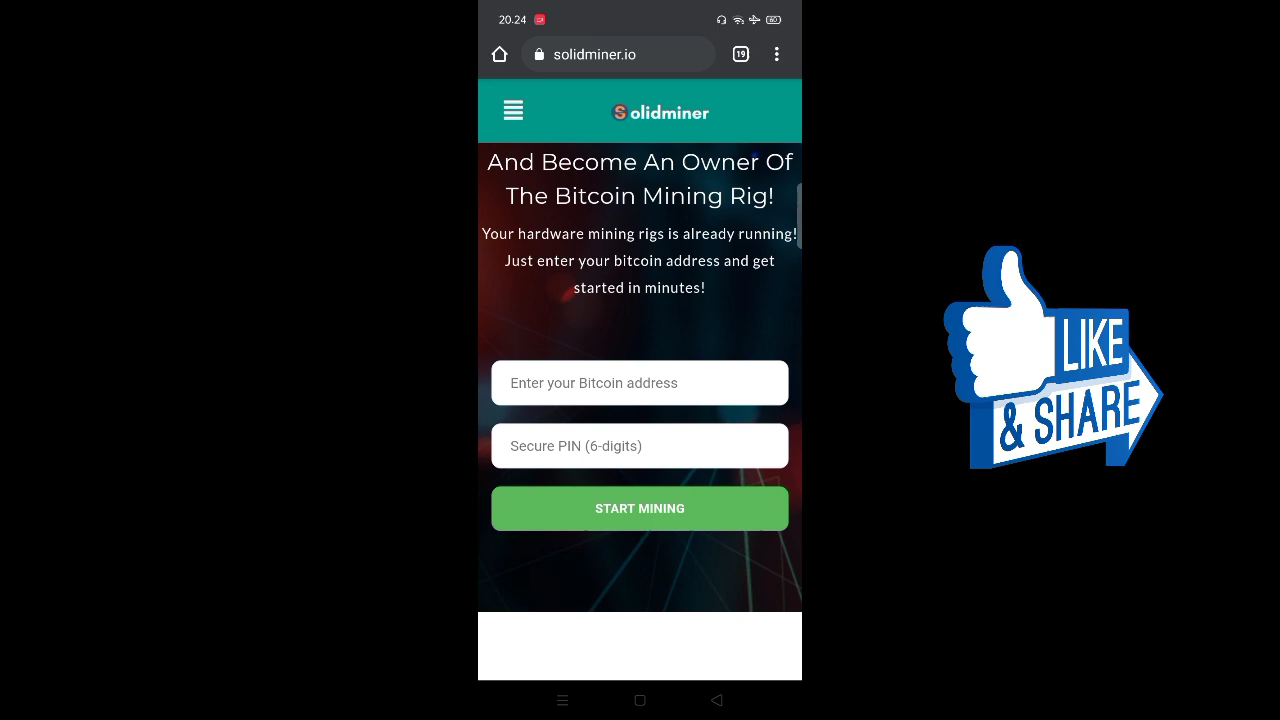 20.24
60
solidminer.io
19
Solidminer
And Become An Owner Of
The Bitcoin Mining Rig!
Your hardware mining rigs is already running!
Just enter your bitcoin address and get
started in minutes!
Enter your Bitcoin address
Secure PIN (6-digits)
START MINING
LIKE
& SHARE